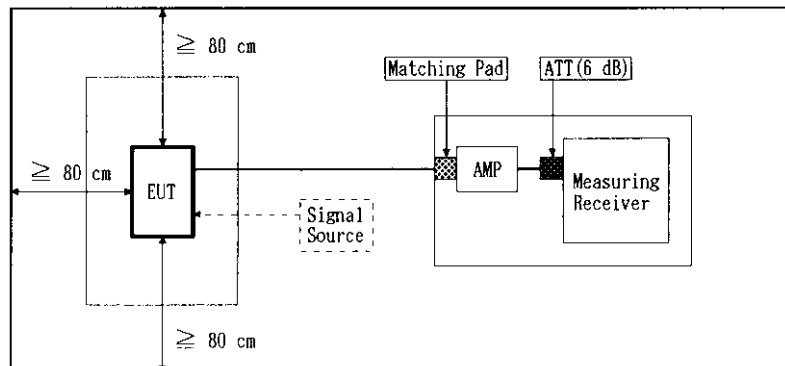 ≧ 80 cm
Matching Pad
ATT(6 dB)
≧ 80 cm
EUT
AMP
Measuring
Receiver
Signal
Source
≧ 80 cm